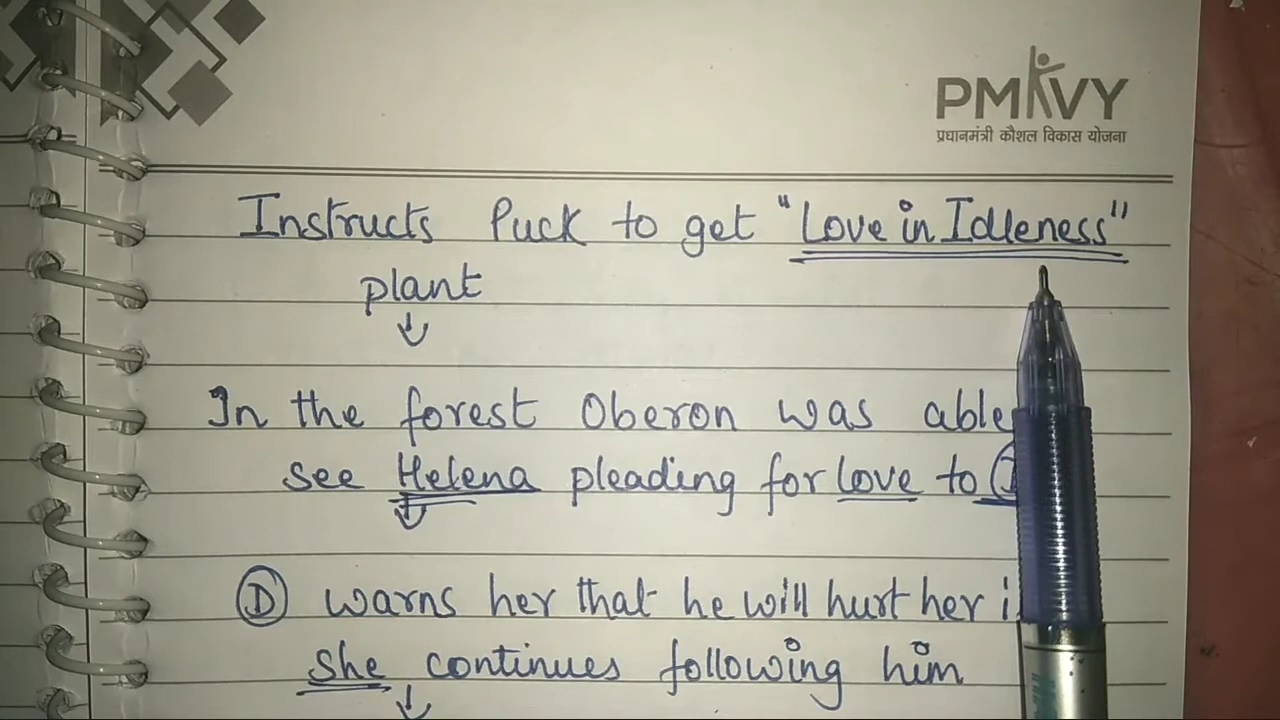 PMKVY
प्रधानमंत्री कौशल विकास योजना
Instructs Puck to get "Love in Idleness"
plant
In the forest Oberon was able
see Helena pleading for love to
D warns her that he will hurt her
she continues following him